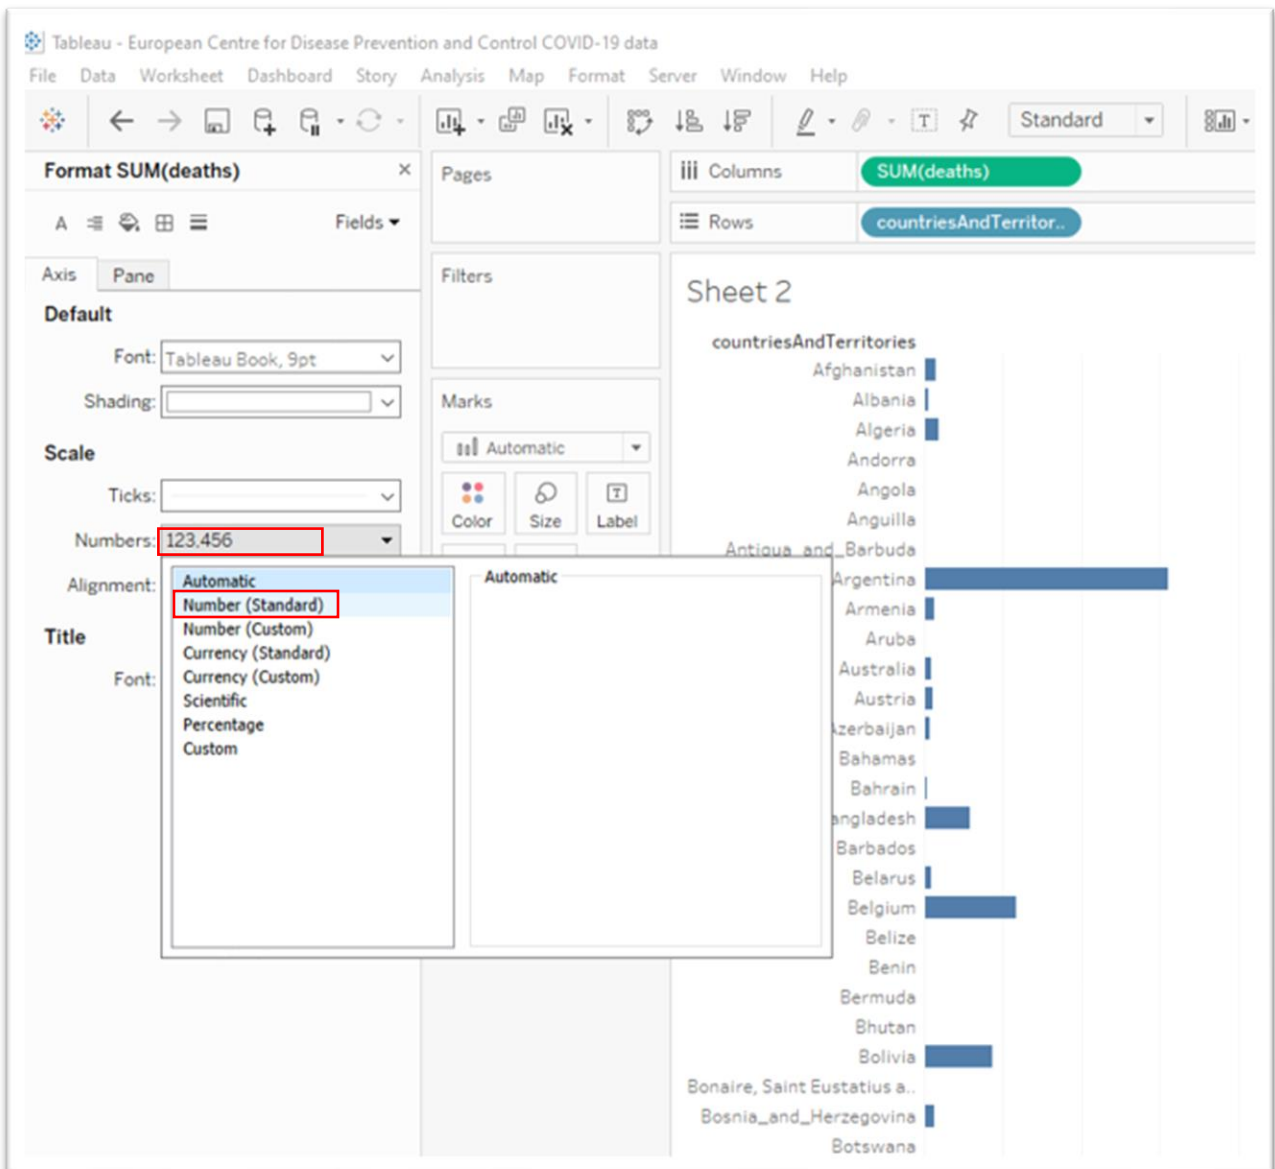 Tableau - European Centre for Disease Prevention and Control COVID-19 data
File Data Worksheet Dashboard Story Analysis Map Format Server Window Help
Standard
Format SUM(deaths)
Fields
Axis Pane
Default
Font: Tableau Book, 9pt
Shading:
Scale
Ticks:
Numbers: 123,456
Alignment:
Title
Font:
Automatic
Number (Standard)
Number (Custom)
Currency (Standard)
Currency (Custom)
Scientific
Percentage
Custom
Automatic
Pages
Filters
Marks
Automatic
Color Size Label
Columns SUM(deaths)
Rows countriesAndTerritor..
Sheet 2
countriesAndTerritories
Afghanistan
Albania
Algeria
Andorra
Angola
Anguilla
Antigua_and_Barbuda
Argentina
Armenia
Aruba
Australia
Austria
Azerbaijan
Bahamas
Bahrain
angladesh
Barbados
Belarus
Belgium
Belize
Benin
Bermuda
Bhutan
Bolivia
Bonaire, Saint Eustatius a..
Bosnia_and_Herzegovina
Botswana